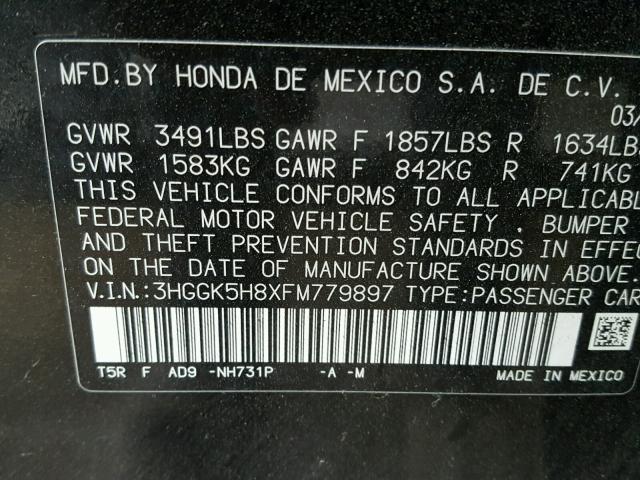 MFD.BY HONDA DE MEXICO S.A. DE C.V.
03/
GVWR 3491LBS GAWR F 1857LBS R 1634LBS
GVWR 1583KG GAWR F 842KG R 741KG
THIS VEHICLE CONFORMS TO ALL APPLICABL
FEDERAL MOTOR VEHICLE SAFETY , BUMPER
AND THEFT PREVENTION STANDARDS IN EFFEC
ON THE DATE OF MANUFACTURE SHOWN ABOVE.
V.I.N.:3HGGK5H8XFM779897 TYPE:PASSENGER CAR
T5R F AD9 -NH731P -A -M MADE IN MEXICO